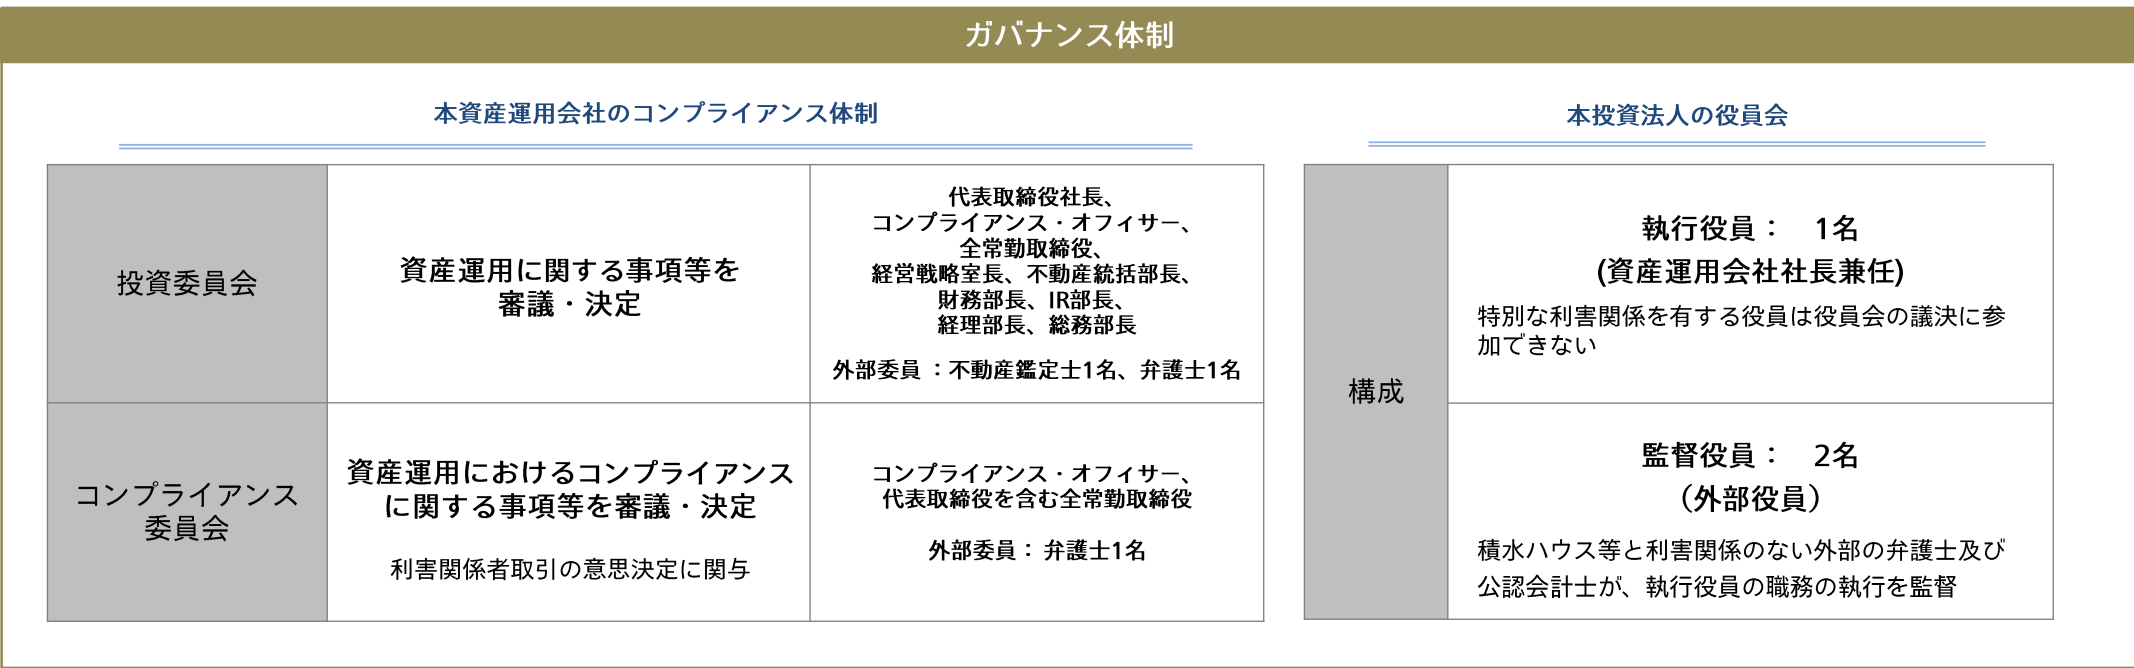 ガバナンス体制
本資産運用会社のコンプライアンス体制
投資委員会
資産運用に関する事項等を
審議・決定
代表取締役社長、
コンプライアンス・オフィサー、
全常勤取締役、
経営戦略室長、不動産統括部長、
財務部長、IR部長、
経理部長、総務部長
外部委員：不動産鑑定士1名、弁護士1名
コンプライアンス
委員会
資産運用におけるコンプライアンス
に関する事項等を審議・決定
利害関係者取引の意思決定に関与
コンプライアンス・オフィサー、
代表取締役を含む全常勤取締役
外部委員：弁護士1名
本投資法人の役員会
構成
執行役員：　1名
(資産運用会社社長兼任)
特別な利害関係を有する役員は役員会の議決に参
加できない
監督役員：　2名
（外部役員）
積水ハウス等と利害関係のない外部の弁護士及び
公認会計士が、執行役員の職務の執行を監督